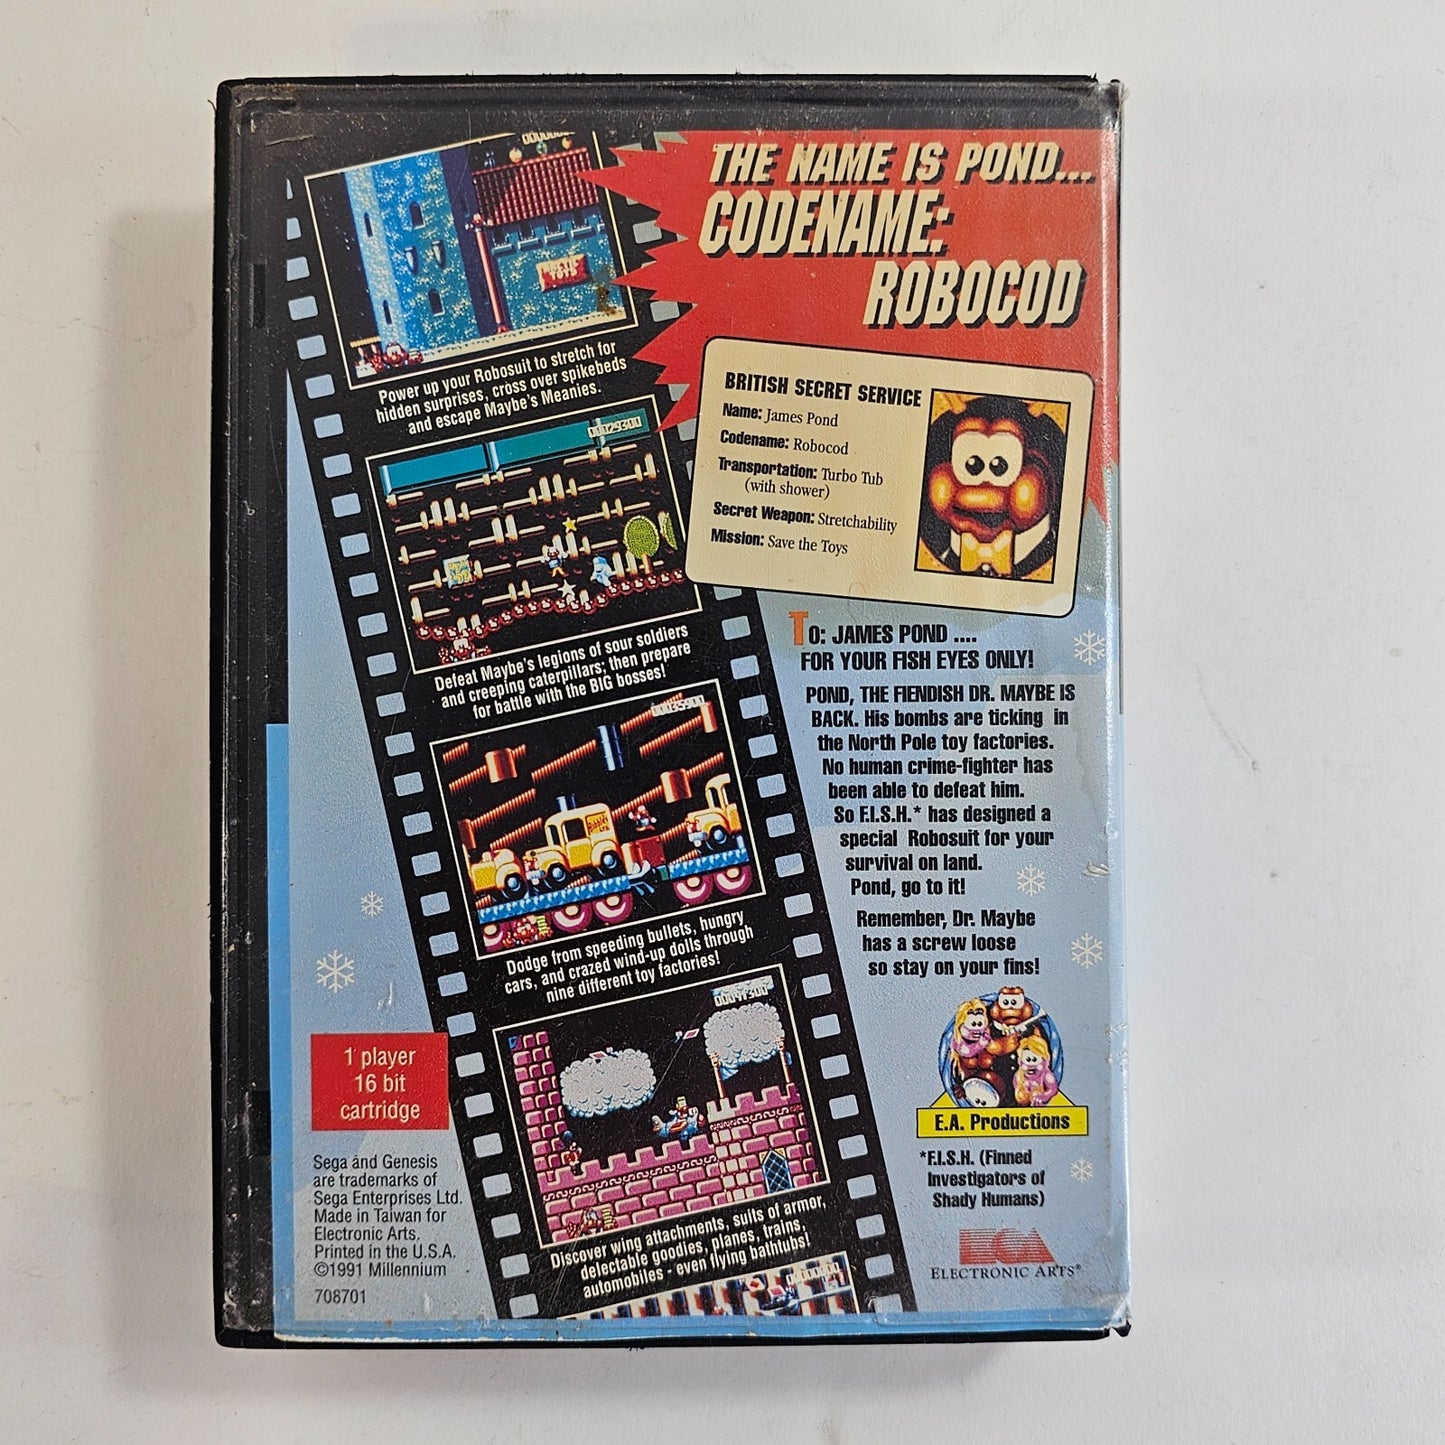 THE NAME IS POND...
CODENAME:
ROBOCOD
BRITISH SECRET SERVICE
Name: James Pond
Codename: Robocod
Transportation: Turbo Tub
(with shower)
Secret Weapon: Stretchability
Mission: Save the Toys
ARCTIC
TOYS
Power up your Robosuit to stretch for
hidden surprises, cross over spikebeds
and escape Maybe's Meanies.
00029300
Defeat Maybe's legions of sour soldiers
and creeping caterpillars; then prepare
for battle with the BIG bosses!
00035900
Dodge from speeding bullets, hungry
cars, and crazed wind-up dolls through
nine different toy factories!
Discover wing attachments, suits of armor,
delectable goodies, planes, trains,
automobiles - even flying bathtubs!
TO: JAMES POND ....
FOR YOUR FISH EYES ONLY!
POND, THE FIENDISH DR. MAYBE IS
BACK. His bombs are ticking in
the North Pole toy factories.
No human crime-fighter has
been able to defeat him.
So F.I.S.H.* has designed a
special Robosuit for your
survival on land.
Pond, go to it!
Remember, Dr. Maybe
has a screw loose
so stay on your fins!
E.A. Productions
*F.I.S.H. (Finned
Investigators of
Shady Humans)
ELECTRONIC ARTS®
1 player
16 bit
cartridge
Sega and Genesis
are trademarks of
Sega Enterprises Ltd.
Made in Taiwan for
Electronic Arts.
Printed in the U.S.A.
©1991 Millennium
708701